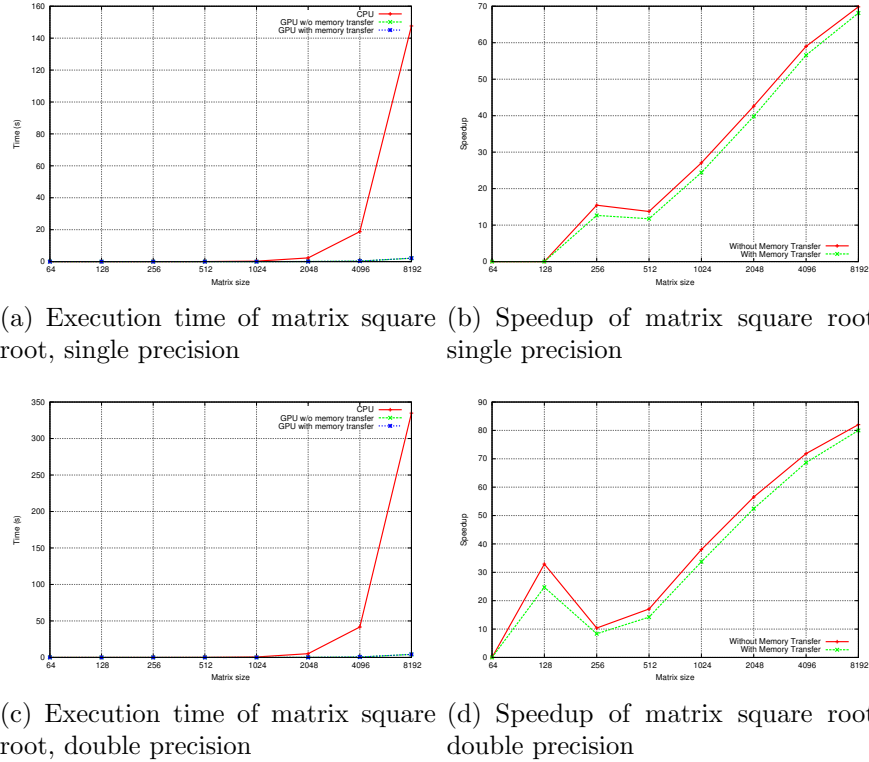 160
140
120
100
80
60
40
20
0
64 128 256 512 1024 2048 4096 8192
Time (s)
Matrix size
CPU
GPU w/o memory transfer
GPU with memory transfer
70
60
50
40
30
20
10
0
64 128 256 512 1024 2048 4096 8192
Speedup
Matrix size
Without Memory Transfer
With Memory Transfer
(a) Execution time of matrix square
root, single precision
(b) Speedup of matrix square root
single precision
350
300
250
200
150
100
50
0
64 128 256 512 1024 2048 4096 8192
Time (s)
Matrix size
CPU
GPU w/o memory transfer
GPU with memory transfer
90
80
70
60
50
40
30
20
10
0
64 128 256 512 1024 2048 4096 8192
Speedup
Matrix size
Without Memory Transfer
With Memory Transfer
(c) Execution time of matrix square
root, double precision
(d) Speedup of matrix square root
double precision